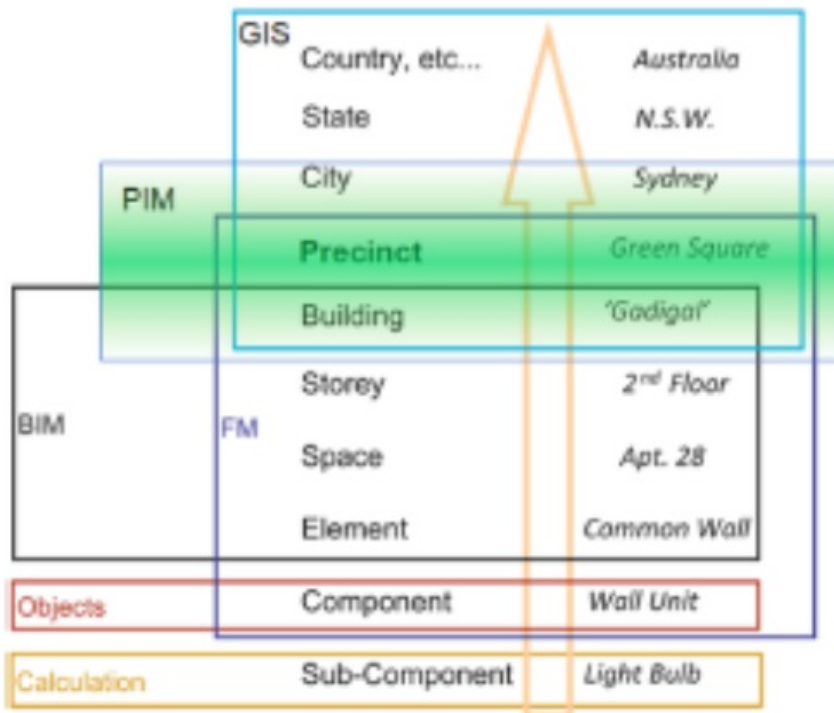 GIS
Country, etc... Australia
State N.S.W.
City Sydney
PIM
Precinct Green Square
Building 'Gadigal'
Storey 2nd Floor
BIM FM
Space Apt. 28
Element Common Wall
Objects Component Wall Unit
Calculation Sub-Component Light Bulb